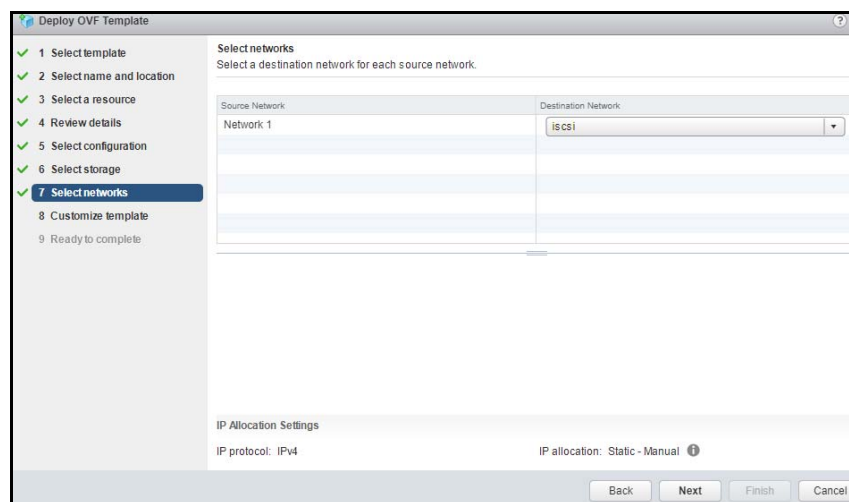 Deploy OVF Template
?
1 Select template
2 Select name and location
3 Select a resource
4 Review details
5 Select configuration
6 Select storage
7 Select networks
8 Customize template
9 Ready to complete
Select networks
Select a destination network for each source network.
Source Network Destination Network
Network 1 iscsi
IP Allocation Settings
IP protocol: IPv4 IP allocation: Static - Manual
Back Next Finish Cancel